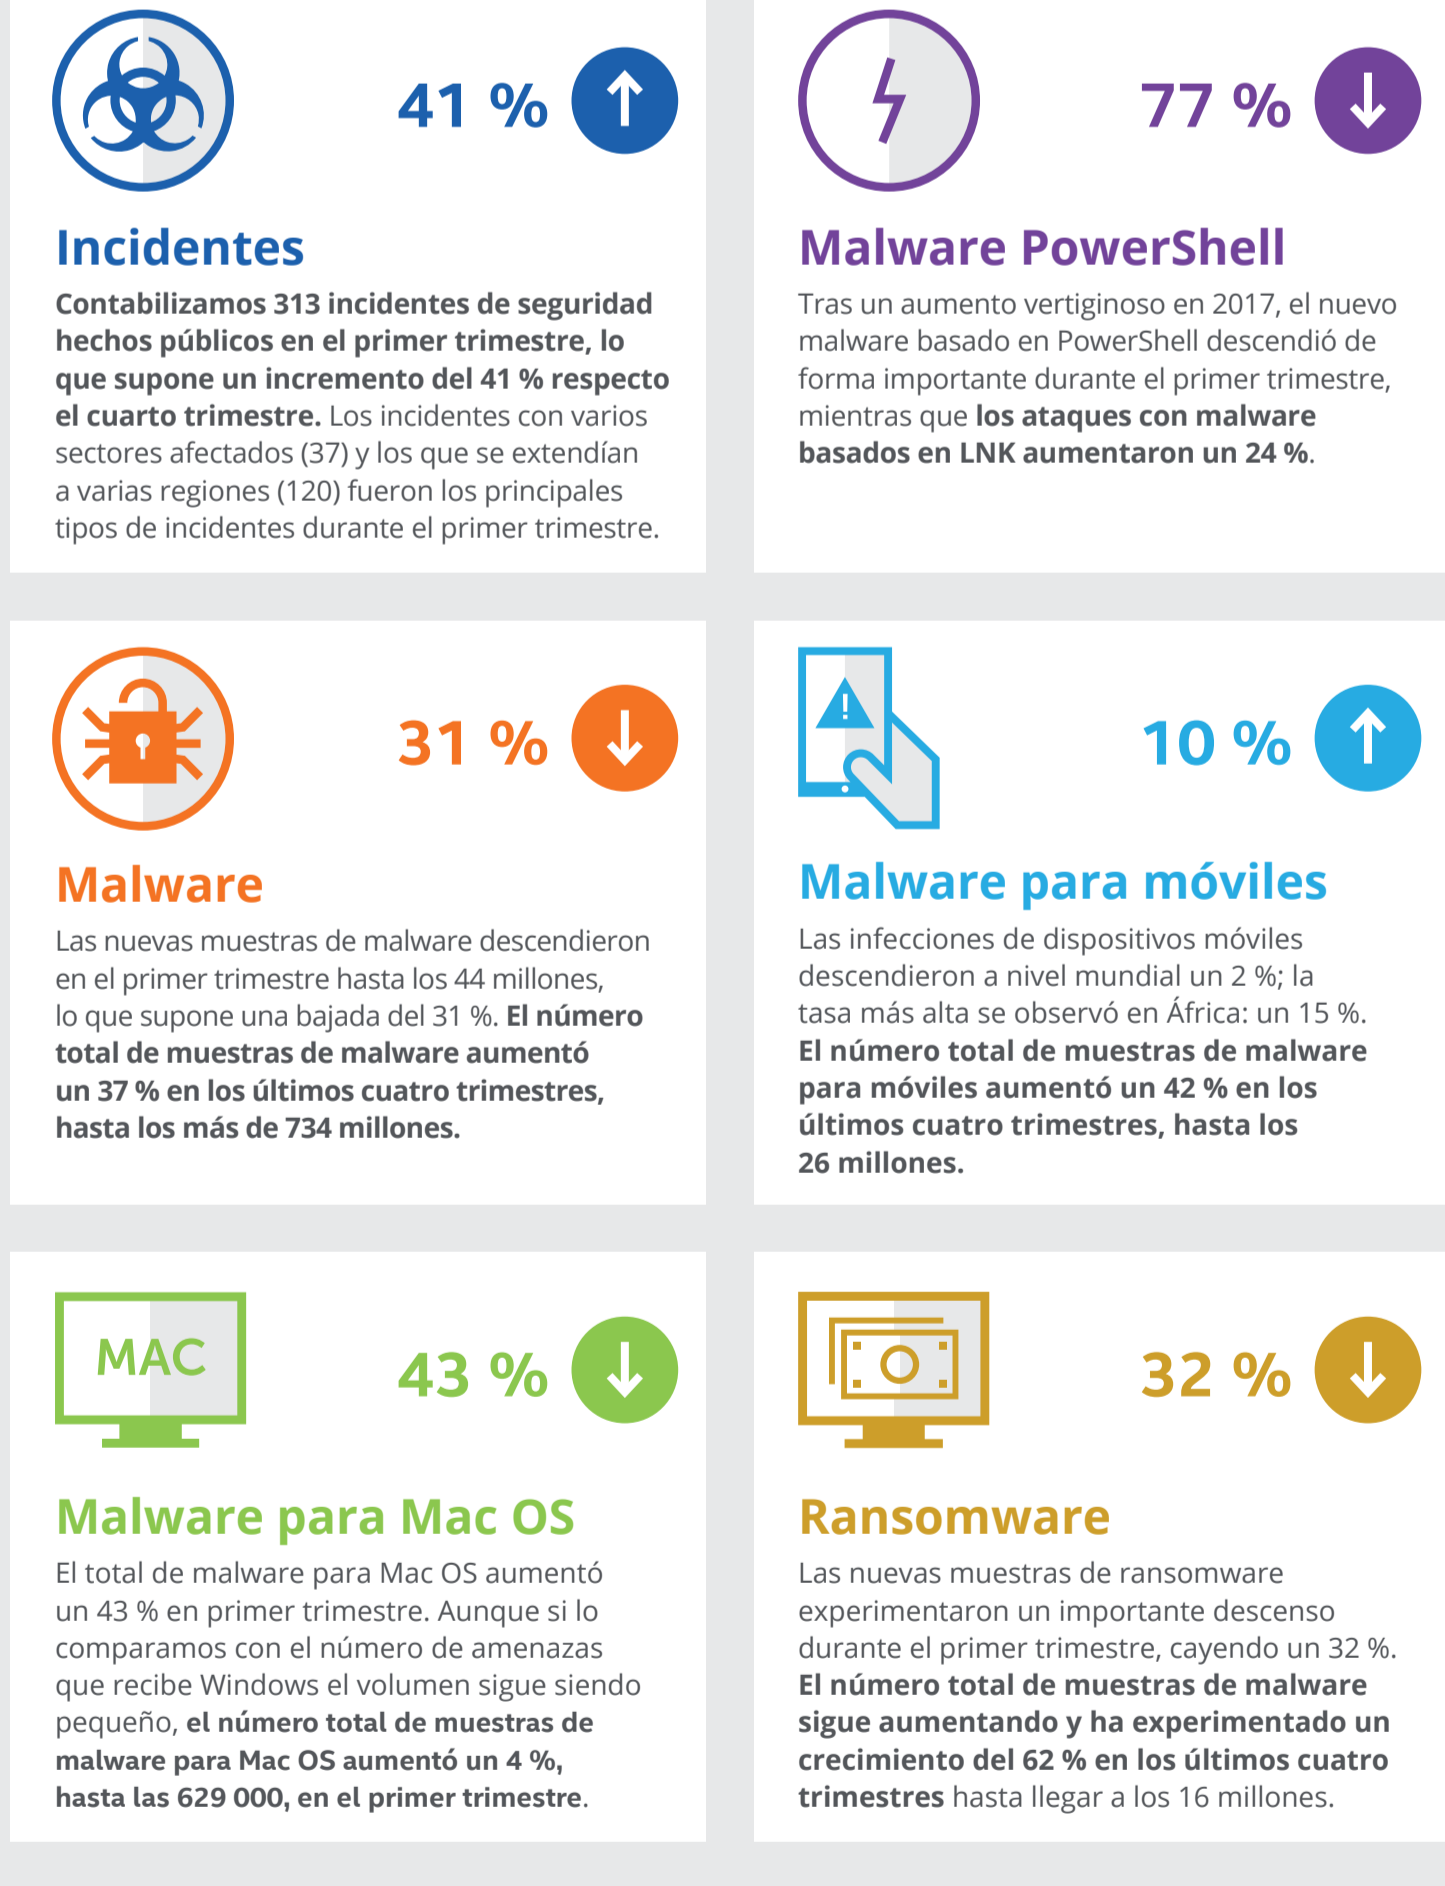 41 %
Incidentes
Contabilizamos 313 incidentes de seguridad
hechos públicos en el primer trimestre, lo
que supone un incremento del 41 % respecto
el cuarto trimestre. Los incidentes con varios
sectores afectados (37) y los que se extendían
a varias regiones (120) fueron los principales
tipos de incidentes durante el primer trimestre.
77 %
Malware PowerShell
Tras un aumento vertiginoso en 2017, el nuevo
malware basado en PowerShell descendió de
forma importante durante el primer trimestre,
mientras que los ataques con malware
basados en LNK aumentaron un 24 %.
31 %
Malware
Las nuevas muestras de malware descendieron
en el primer trimestre hasta los 44 millones,
lo que supone una bajada del 31 %. El número
total de muestras de malware aumentó
un 37 % en los últimos cuatro trimestres,
hasta los más de 734 millones.
!
10 %
Malware para móviles
Las infecciones de dispositivos móviles
descendieron a nivel mundial un 2 %; la
tasa más alta se observó en África: un 15 %.
El número total de muestras de malware
para móviles aumentó un 42 % en los
últimos cuatro trimestres, hasta los
26 millones.
MAC
43 %
Malware para Mac OS
El total de malware para Mac OS aumentó
un 43 % en primer trimestre. Aunque si lo
comparamos con el número de amenazas
que recibe Windows el volumen sigue siendo
pequeño, el número total de muestras de
malware para Mac OS aumentó un 4 %,
hasta las 629 000, en el primer trimestre.
32 %
Ransomware
Las nuevas muestras de ransomware
experimentaron un importante descenso
durante el primer trimestre, cayendo un 32 %.
El número total de muestras de malware
sigue aumentando y ha experimentado un
crecimiento del 62 % en los últimos cuatro
trimestres hasta llegar a los 16 millones.